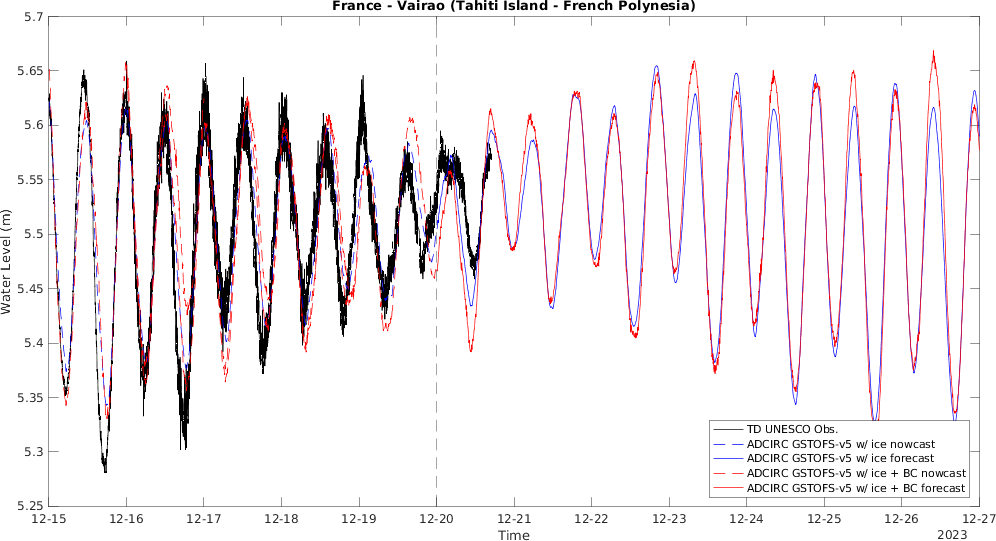 France - Vairao (Tahiti Island - French Polynesia)
5.7
5.65
5.6
5.55
5.5
5.45
5.4
5.35
5.3
5.25
Water Level (m)
TD UNESCO Obs.
ADCIRC GSTOFS-v5 w/ ice nowcast
ADCIRC GSTOFS-v5 w/ ice forecast
ADCIRC GSTOFS-v5 w/ ice + BC nowcast
ADCIRC GSTOFS-v5 w/ ice + BC forecast
12-15 12-16 12-17 12-18 12-19 12-20 12-21 12-22 12-23 12-24 12-25 12-26 12-27
Time
2023